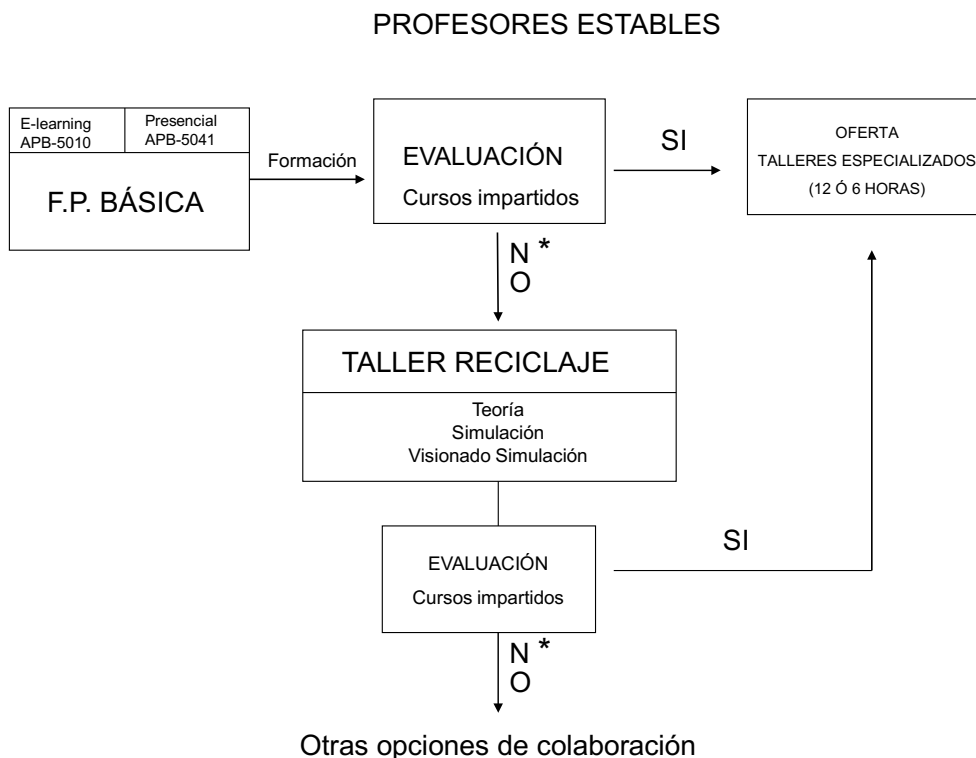 PROFESORES ESTABLES
E-learning
APB-5010
Presencial
APB-5041
F.P. BÁSICA
Formación
EVALUACIÓN
Cursos impartidos
SI
OFERTA
TALLERES ESPECIALIZADOS
(12 Ó 6 HORAS)
N *
O
TALLER RECICLAJE
Teoría
Simulación
Visionado Simulación
EVALUACIÓN
Cursos impartidos
SI
N *
O
Otras opciones de colaboración